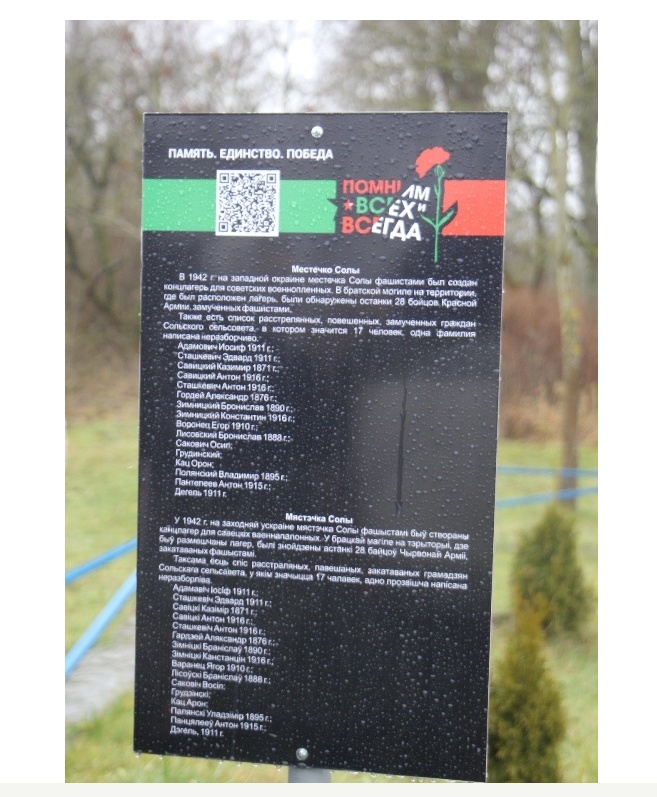 ПАМЯТЬ. ЕДИНСТВО. ПОБЕДА
ПОМНИМ
ВСЕХ И
ВСЕГДА
Местечко Солы
В 1942 г. на западной окраине местечка Солы фашистами был создан
концлагерь для советских военнопленных. В братской могиле на территории,
где был расположен лагерь, были обнаружены останки 28 бойцов Красной
Армии, замученных фашистами.
Также есть список расстрелянных, повешенных, замученных граждан
Сольского сельсовета, в котором значится 17 человек, одна фамилия
написана неразборчиво.
Адамович Иосиф 1911 г.;
Сташкевич Эдвард 1911 г.;
Савицкий Казимир 1871 г.;
Савицкий Антон 1916 г.;
Сташкевич Антон 1916 г.;
Гордей Александр 1876 г.;
Зимницкий Бронислав 1890 г.;
Зимницкий Константин 1916 г.;
Воронец Егор 1910 г.;
Лисовский Бронислав 1888 г.;
Сакович Осип;
Грудинский;
Кац Орон;
Полянский Владимир 1895 г.;
Пантелеев Антон 1915 г.;
Дегель 1911 г.
Мястэчка Солы
У 1942 г. на заходняй ускраіне мястэчка Солы фашыстамі быў створаны
канцлагер для савецкіх ваеннапалонных. У брацкай магіле на тэрыторыі, дзе
быў размешчаны лагер, былі знойдзены астанкі 28 байцоў Чырвонай Арміі,
закатаваных фашыстамі.
Таксама ёсць спіс расстраляных, павешаных, закатаваных грамадзян
Сольскага сельсавета, у якім значыцца 17 чалавек, адно прозвішча напісана
неразборліва.
Адамавіч Іосіф 1911 г.;
Сташкевіч Эдвард 1911 г.;
Савіцкі Казімір 1871 г.;
Савіцкі Антон 1916 г.;
Сташкевіч Антон 1916 г.;
Гардзей Аляксандр 1876 г.;
Зімніцкі Браніслаў 1890 г.;
Зімніцкі Канстанцін 1916 г.;
Варанец Ягор 1910 г.;
Лісоўскі Браніслаў 1888 г.;
Саковіч Восіп;
Грудзінскі;
Кац Арон;
Палянскі Уладзімір 1895 г.;
Панцялееў Антон 1915 г.;
Дэгель, 1911 г.